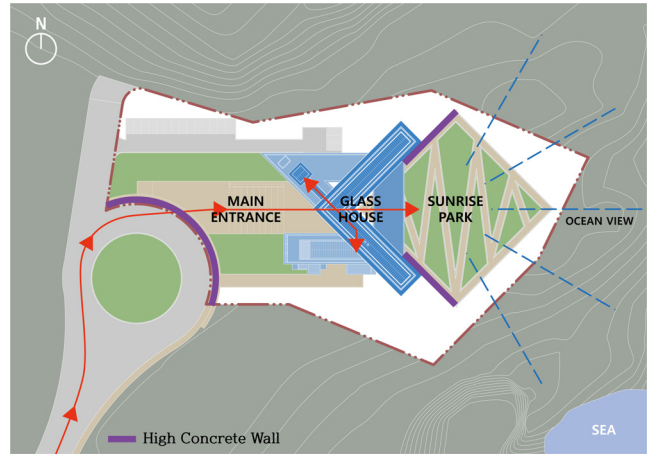 N
MAIN
ENTRANCE
GLASS
HOUSE
SUNRISE
PARK
OCEAN VIEW
SEA
High Concrete Wall